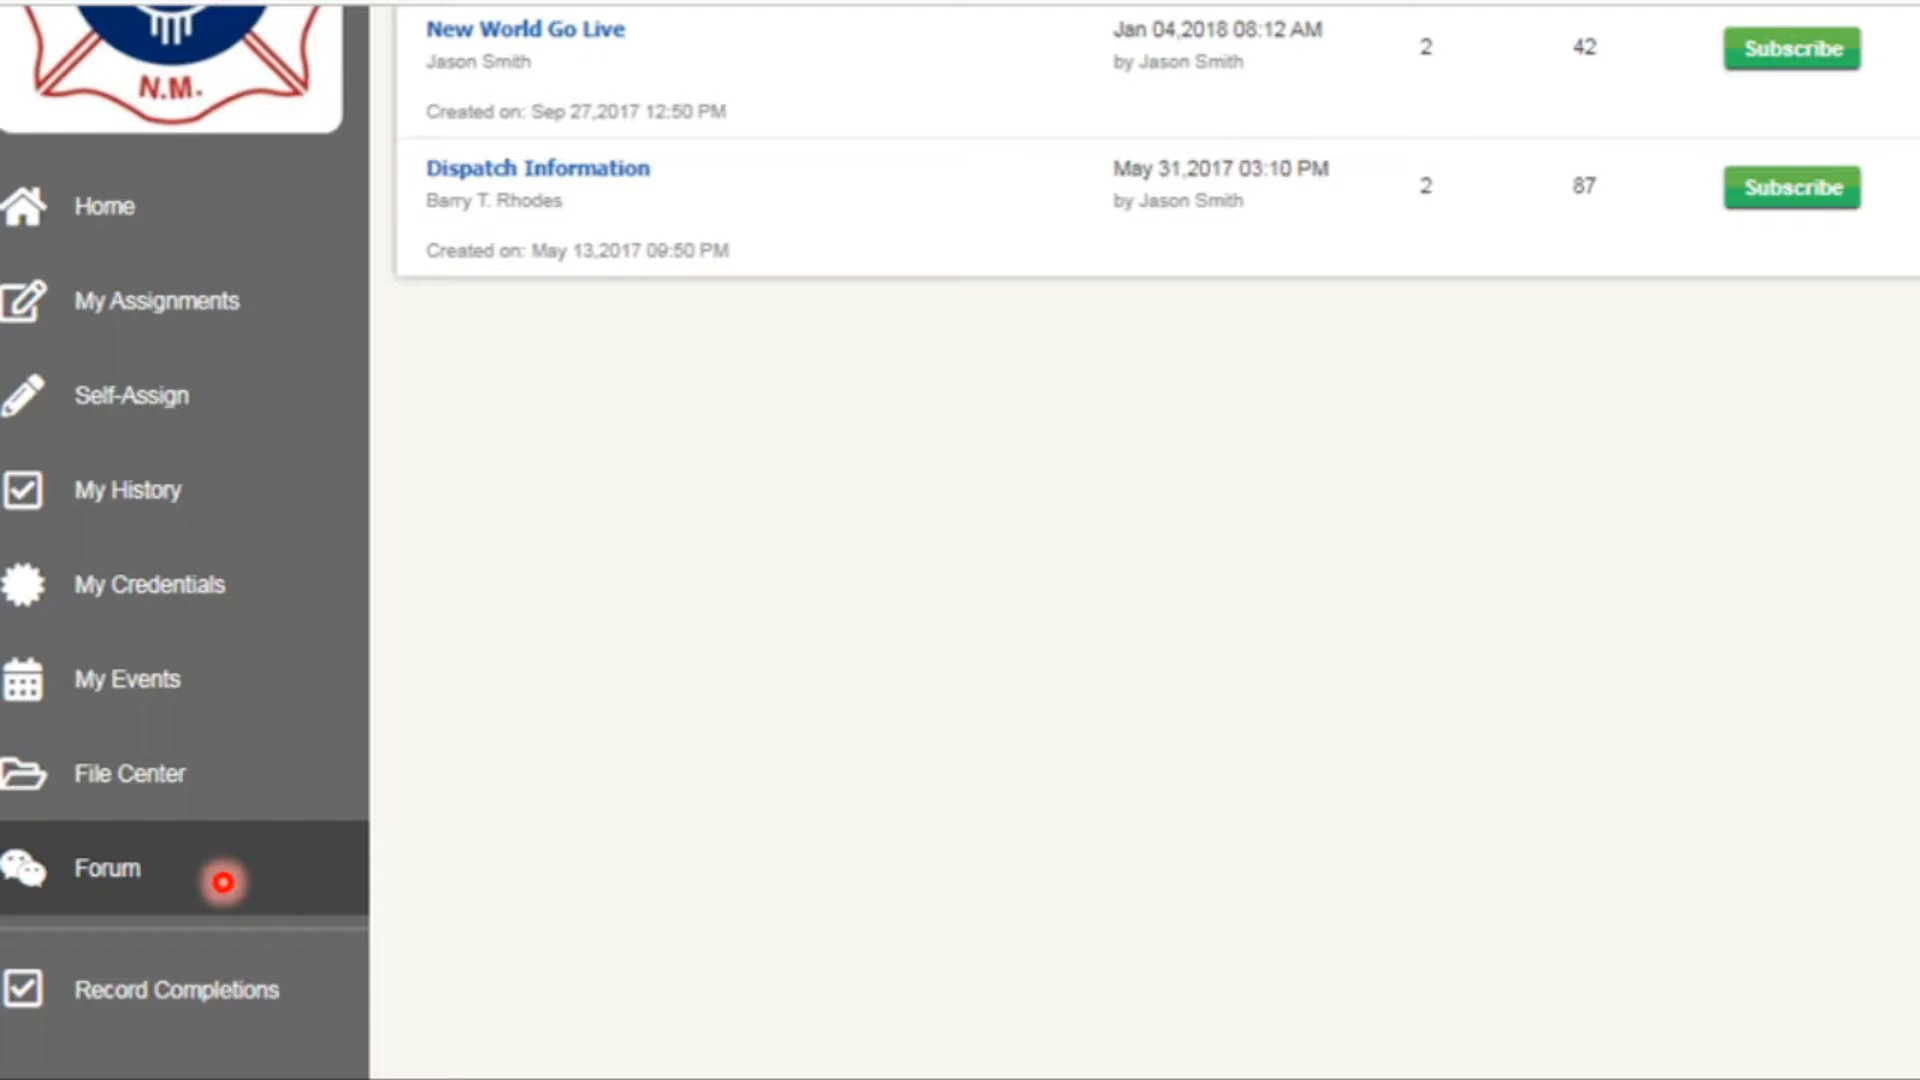 N.M.
Home
My Assignments
Self-Assign
My History
My Credentials
My Events
File Center
Forum
Record Completions
New World Go Live
Jason Smith
Created on: Sep 27,2017 12:50 PM
Jan 04,2018 08:12 AM
by Jason Smith
2
42
Subscribe
Dispatch Information
Barry T. Rhodes
Created on: May 13,2017 09:50 PM
May 31,2017 03:10 PM
by Jason Smith
2
87
Subscribe